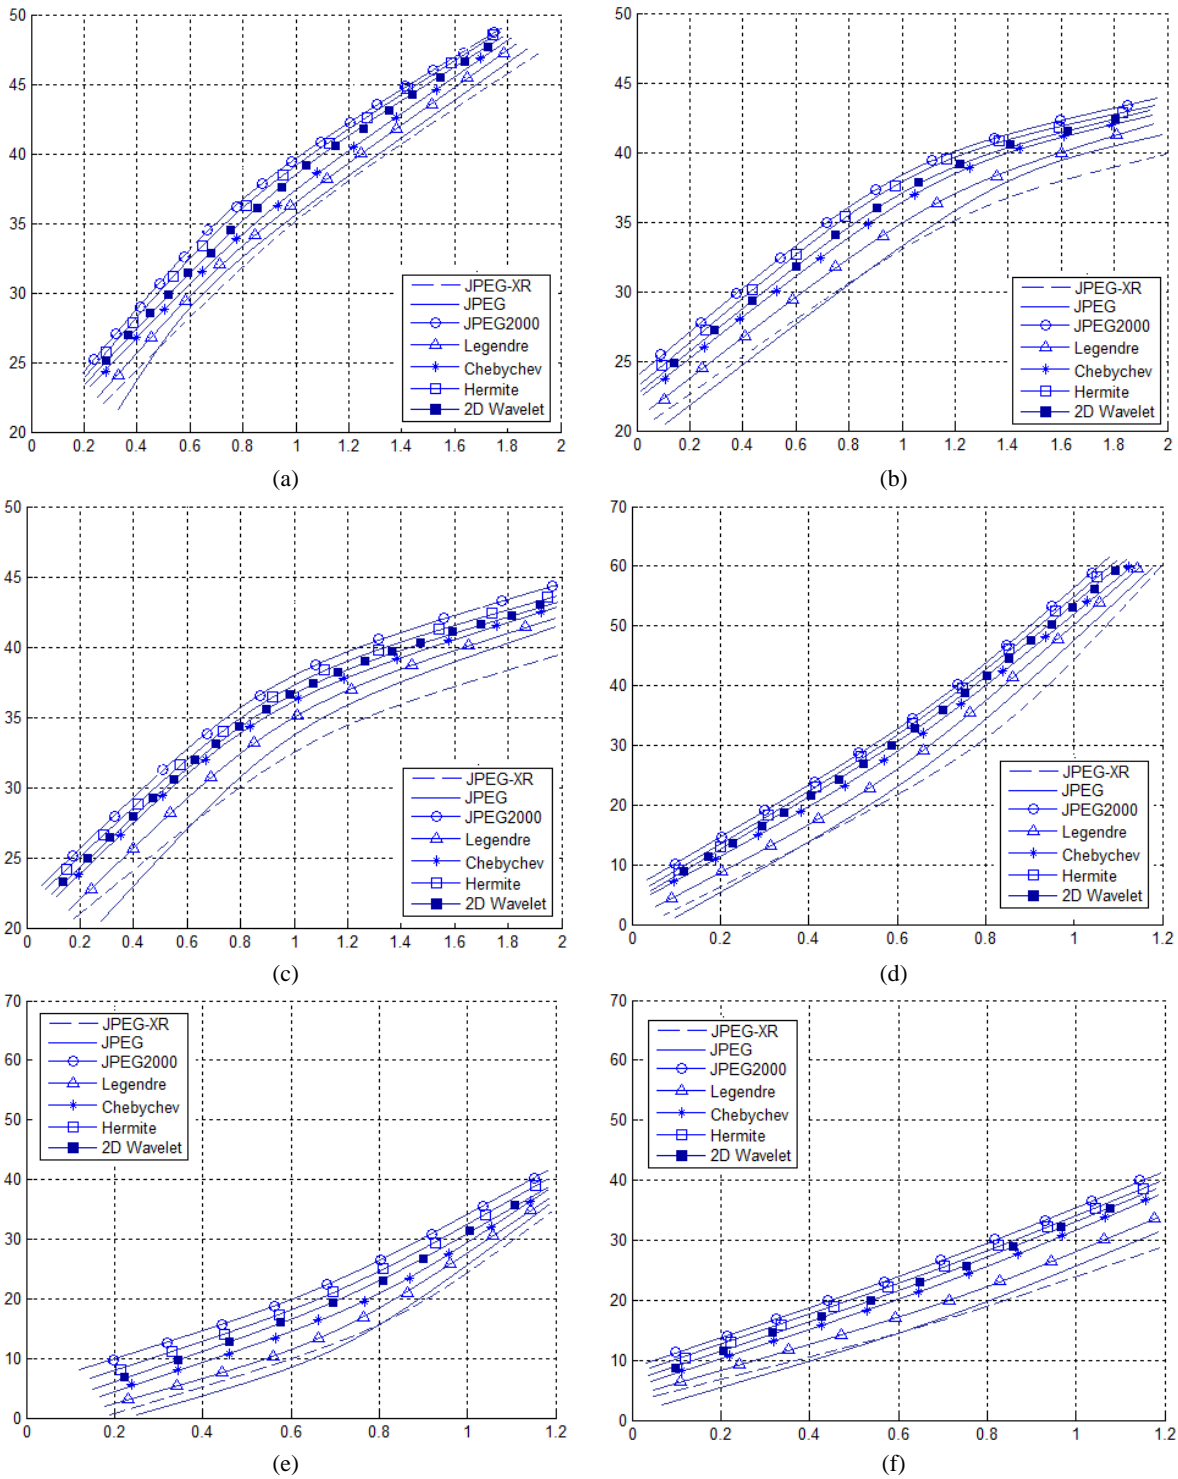 50
45
40
35
30
25
20
0 0.2 0.4 0.6 0.8 1 1.2 1.4 1.6 1.8 2
JPEG-XR
JPEG
JPEG2000
Legendre
Chebychev
Hermite
2D Wavelet
(a)
50
45
40
35
30
25
20
0 0.2 0.4 0.6 0.8 1 1.2 1.4 1.6 1.8 2
JPEG-XR
JPEG
JPEG2000
Legendre
Chebychev
Hermite
2D Wavelet
(b)
50
45
40
35
30
25
20
0 0.2 0.4 0.6 0.8 1 1.2 1.4 1.6 1.8 2
JPEG-XR
JPEG
JPEG2000
Legendre
Chebychev
Hermite
2D Wavelet
(c)
70
60
50
40
30
20
10
0
0 0.2 0.4 0.6 0.8 1 1.2
JPEG-XR
JPEG
JPEG2000
Legendre
Chebychev
Hermite
2D Wavelet
(d)
70
60
50
40
30
20
10
0
0 0.2 0.4 0.6 0.8 1 1.2
JPEG-XR
JPEG
JPEG2000
Legendre
Chebychev
Hermite
2D Wavelet
(e)
70
60
50
40
30
20
10
0
0 0.2 0.4 0.6 0.8 1 1.2
JPEG-XR
JPEG
JPEG2000
Legendre
Chebychev
Hermite
2D Wavelet
(f)